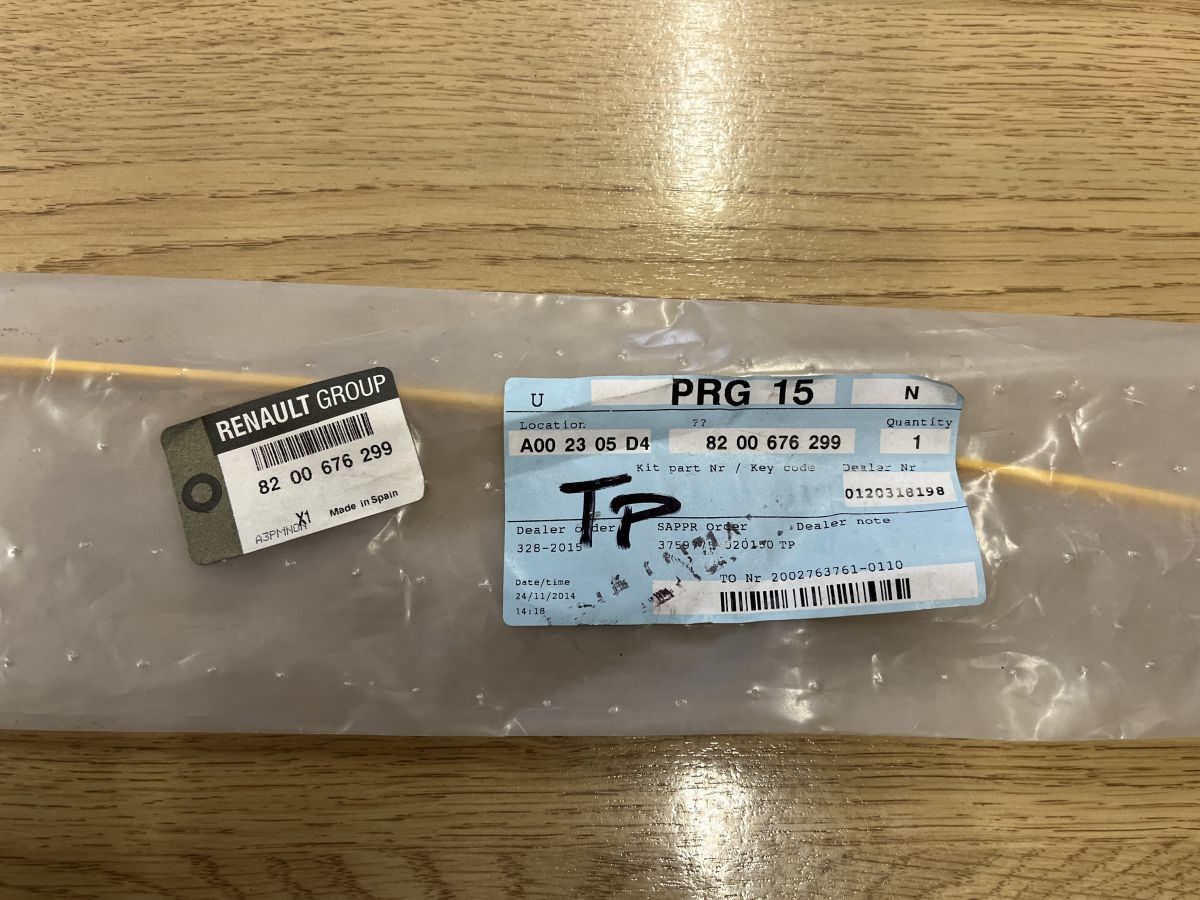 RENAULT GROUP
82 00 676 299
X1
Made in Spain
U PRG 15 N
Location ?? Quantity
A00 23 05 D4 82 00 676 299 1
Kit part Nr / Key code Dealer Nr
0120318198
TP
Dealer order SAPPR Order Dealer note
328-2015 TP
TO Nr 2002763761-0110
Date/time
24/11/2014
14:18